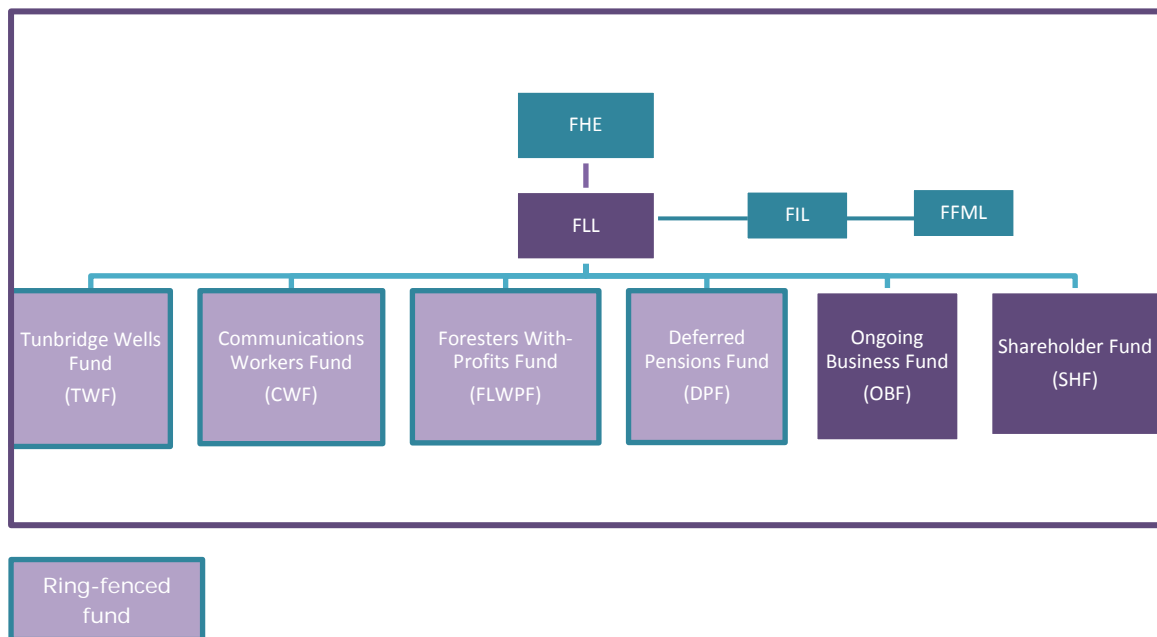 FHE
FLL
FIL
FFML
Tunbridge Wells
Fund
(TWF)
Communications
Workers Fund
(CWF)
Foresters With-
Profits Fund
(FLWPF)
Deferred
Pensions Fund
(DPF)
Ongoing
Business Fund
(OBF)
Shareholder Fund
(SHF)
Ring-fenced
fund